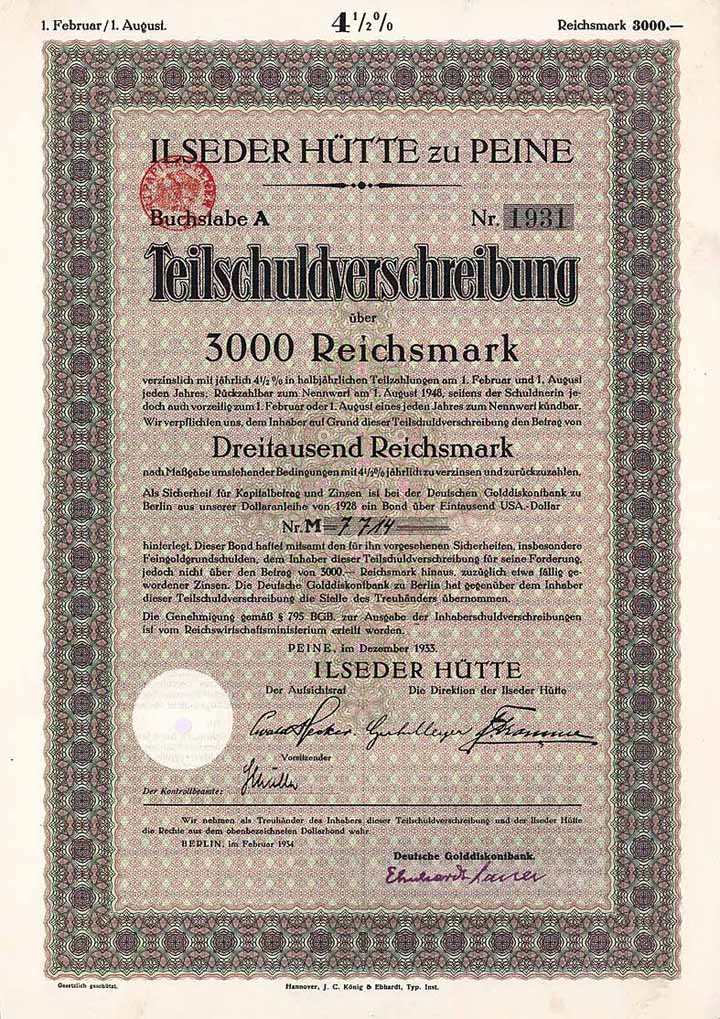 1. Februar/1. August.
4½%
Reichsmark 3000.—
ILSEDER HÜTTE zu PEINE
Buchstabe A
Nr. 1931
Teilschuldverschreibung
über
3000 Reichsmark
verzinslich mit jährlich 4½% in halbjährlichen Teilzahlungen am 1. Februar und 1. August
jeden Jahres; Rückzahlbar zum Nennwert am 1. August 1948, seitens der Schuldnerin je-
doch auch vorzeitig zum 1. Februar oder 1. August eines jeden Jahres zum Nennwert kündbar.
Wir verpflichten uns, dem Inhaber auf Grund dieser Teilschuldverschreibung den Betrag von
Dreitausend Reichsmark
nach Maßgabe umstehender Bedingungen mit 4½% jährlich zu verzinsen und zurückzuzahlen.
Als Sicherheit für Kapitalbetrag und Zinsen ist bei der Deutschen Golddiskontbank zu
Berlin aus unserer Dollaranleihe von 1928 ein Bond über Eintausend USA.-Dollar
Nr. M 7714
hinterlegt. Dieser Bond haftet mitsamt den für ihn vorgesehenen Sicherheiten, insbesondere
Feingoldgrundschulden, dem Inhaber dieser Teilschuldverschreibung für seine Forderung,
jedoch nicht über den Betrag von 3000,— Reichsmark hinaus, zuzüglich etwa fällig ge-
wordener Zinsen. Die Deutsche Golddiskontbank zu Berlin hat gegenüber dem Inhaber
dieser Teilschuldverschreibung die Stelle des Treuhänders übernommen.
Die Genehmigung gemäß § 795 BGB. zur Ausgabe der Inhaberschuldverschreibungen
ist vom Reichswirtschaftsministerium erteilt worden.
PEINE, im Dezember 1933.
ILSEDER HÜTTE
Der Aufsichtsrat
Die Direktion der Ilseder Hütte
Ewald Hecker
Vorsitzender
Der Kontrollbeamte:
Wir nehmen als Treuhänder des Inhabers dieser Teilschuldverschreibung und der Ilseder Hütte
die Rechte aus dem obenbezeichneten Dollarbond wahr.
BERLIN, im Februar 1934
Deutsche Golddiskontbank.
Gesetzlich geschützt.
Hannover, J. C. König & Ebhardt, Typ. Inst.